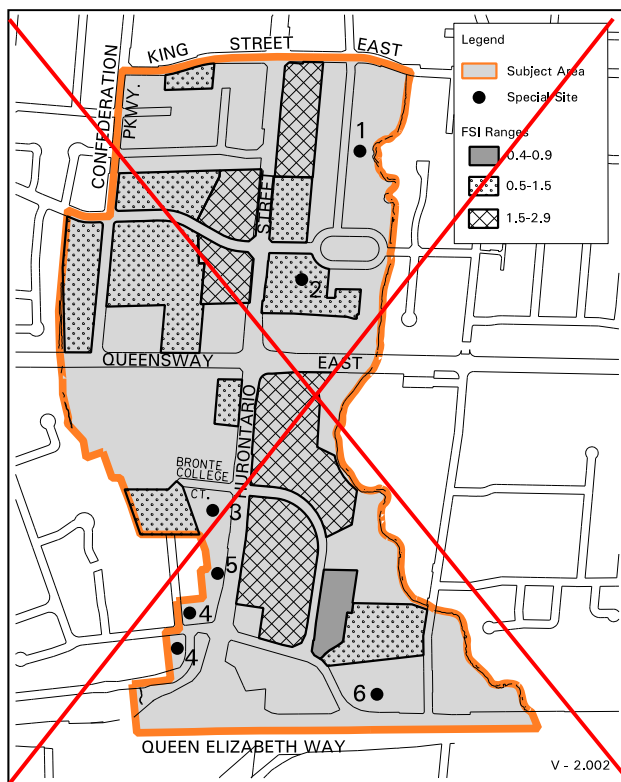 KING STREET EAST
CONFEDERATION
PKWY.
Legend
Subject Area
Special Site
FSI Ranges
0.4-0.9
0.5-1.5
1.5-2.9
1
STREET
2
QUEENSWAY EAST
HURONTARIO
BRONTE
COLLEGE
CT.
3
5
4
4
6
QUEEN ELIZABETH WAY
V - 2.002